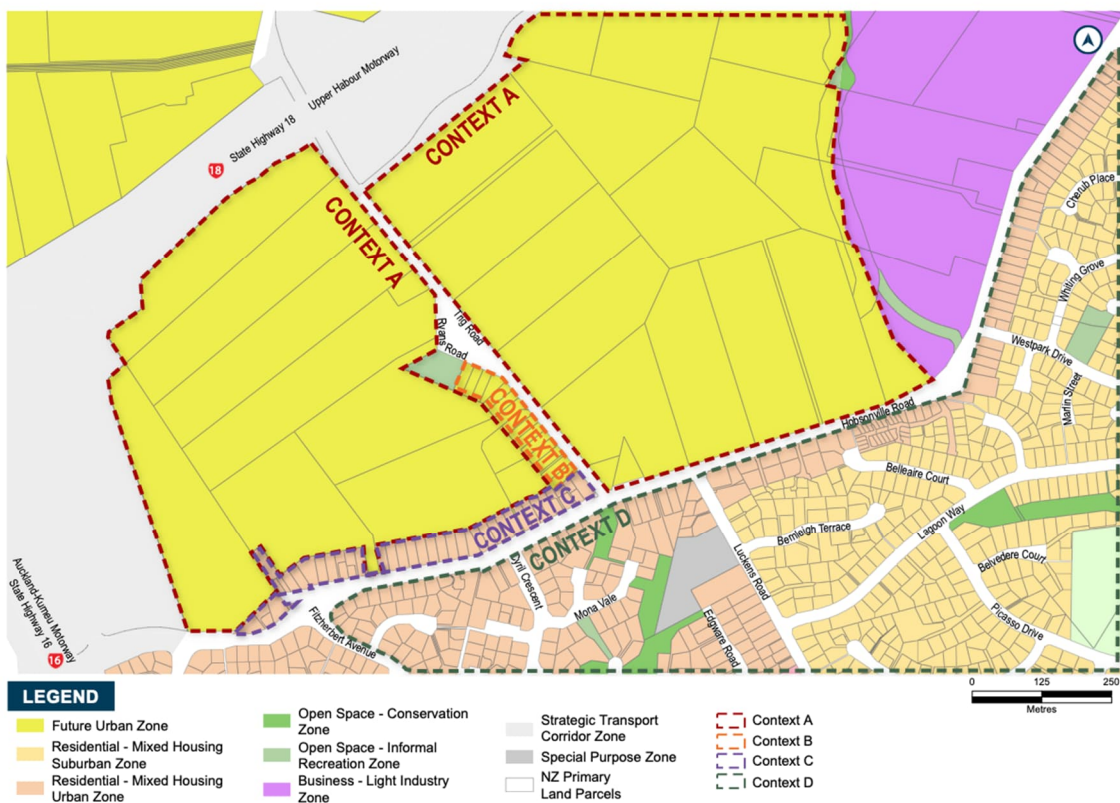 Upper Habour Motorway
State Highway 18
18
CONTEXT A
CONTEXT A
Cherub Place
Whiting Grove
Trig Road
Ryans Road
Westpark Drive
Marlin Street
CONTEXT B
Hobsonville Road
CONTEXT C
CONTEXT D
Belleaire Court
Lagoon Way
Bernleigh Terrace
Belvedere Court
Luckens Road
Cyril Crescent
Mona Vale
Picasso Drive
Edgware Road
Fitzherbert Avenue
Auckland-Kumeu Motorway
State Highway 16
16
0 125 250
Metres
LEGEND
Future Urban Zone
Residential - Mixed Housing
Suburban Zone
Residential - Mixed Housing
Urban Zone
Open Space - Conservation
Zone
Open Space - Informal
Recreation Zone
Business - Light Industry
Zone
Strategic Transport
Corridor Zone
Special Purpose Zone
NZ Primary
Land Parcels
Context A
Context B
Context C
Context D